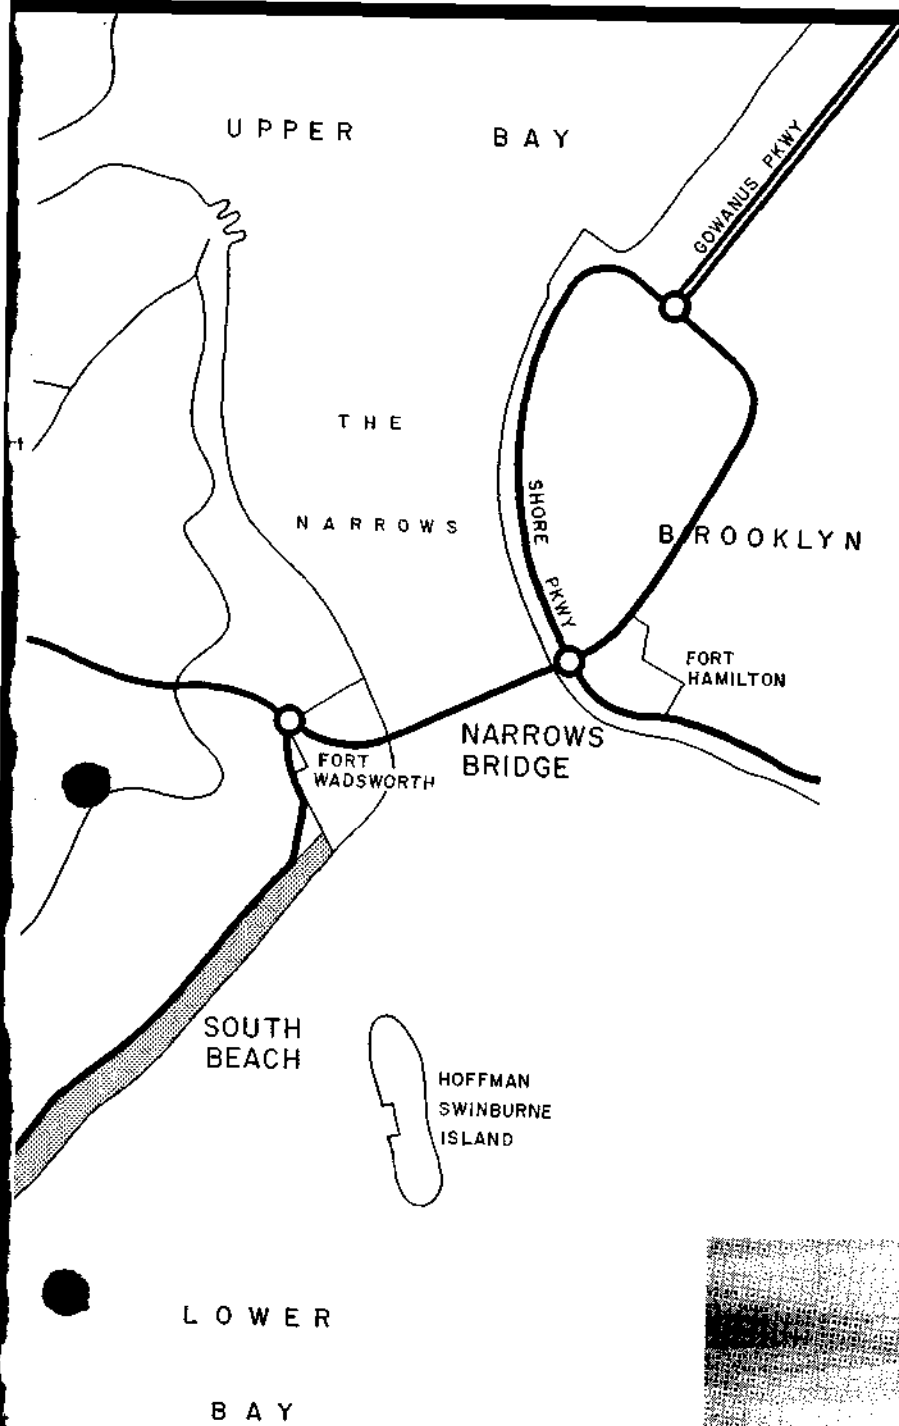 UPPER BAY
GOWANUS PKWY
THE
NARROWS
SHORE PKWY
BROOKLYN
FORT
HAMILTON
NARROWS
BRIDGE
FORT
WADSWORTH
SOUTH
BEACH
HOFFMAN
SWINBURNE
ISLAND
LOWER
BAY